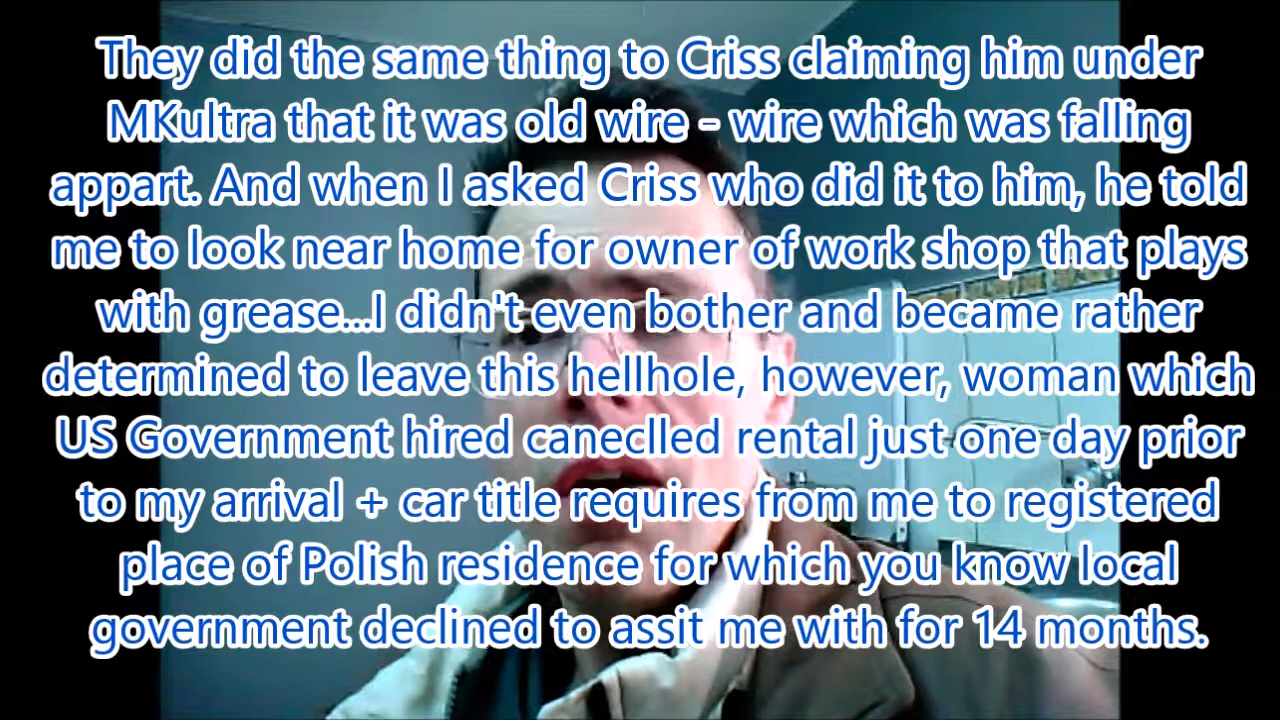 They did the same thing to Criss claiming him under
MKultra that it was old wire - wire which was falling
appart. And when I asked Criss who did it to him, he told
me to look near home for owner of work shop that plays
with grease...I didn't even bother and became rather
determined to leave this hellhole, however, woman which
US Government hired caneclled rental just one day prior
to my arrival + car title requires from me to registered
place of Polish residence for which you know local
government declined to assit me with for 14 months.